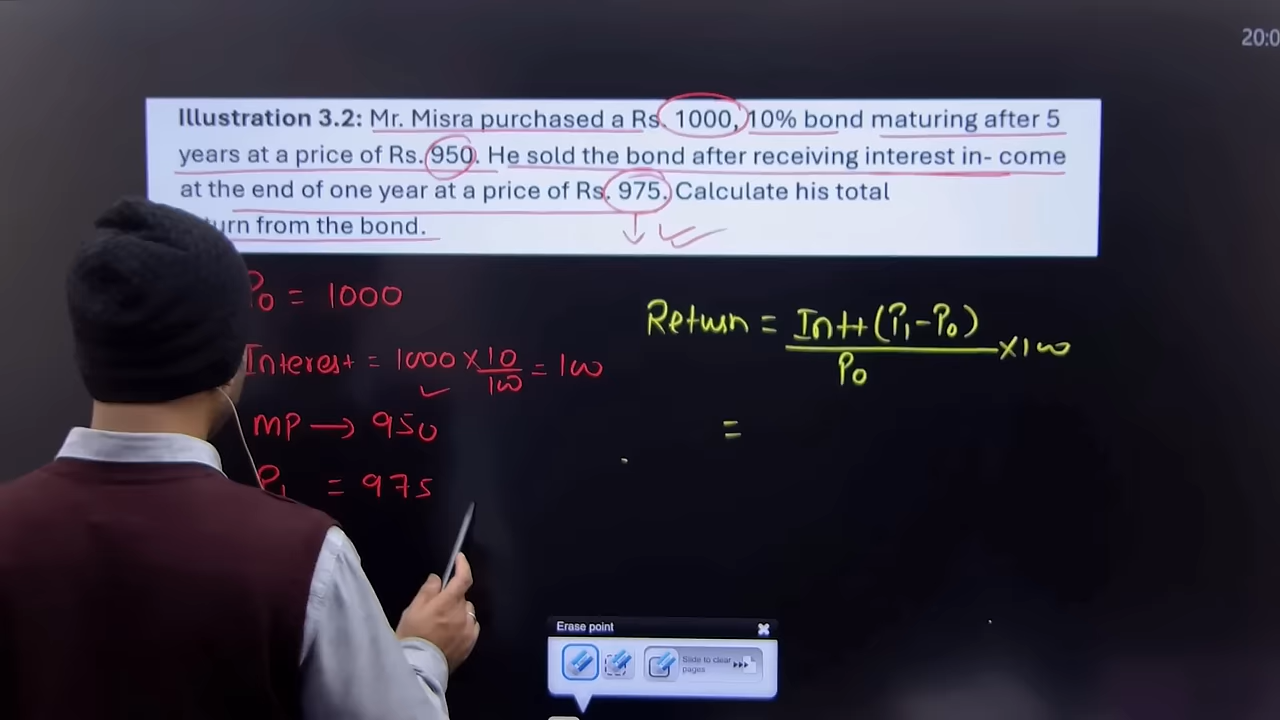 20:0
Illustration 3.2: Mr. Misra purchased a Rs. 1000, 10% bond maturing after 5
years at a price of Rs. 950. He sold the bond after receiving interest in- come
at the end of one year at a price of Rs. 975. Calculate his total
urn from the bond.
P0 = 1000
Interest = 1000 × 10/100 = 100
MP → 950
P1 = 975
Return = Int+(P1-P0)/P0 ×100
=
Erase point
Slide to clear
pages